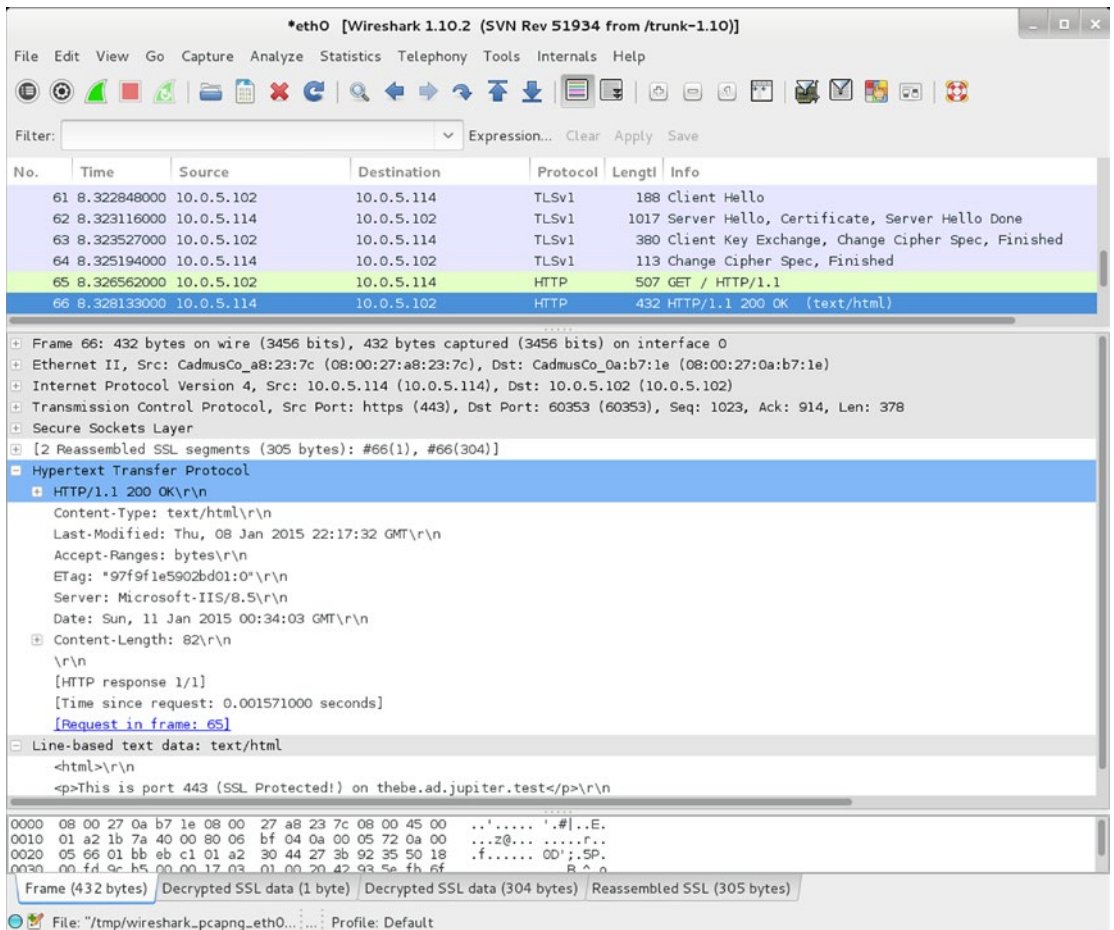 *eth0 [Wireshark 1.10.2 (SVN Rev 51934 from /trunk-1.10)]
File Edit View Go Capture Analyze Statistics Telephony Tools Internals Help
Filter: Expression... Clear Apply Save
No. Time Source Destination Protocol Lengtl Info
61 8.322848000 10.0.5.102 10.0.5.114 TLSv1 188 Client Hello
62 8.323116000 10.0.5.114 10.0.5.102 TLSv1 1017 Server Hello, Certificate, Server Hello Done
63 8.323527000 10.0.5.102 10.0.5.114 TLSv1 380 Client Key Exchange, Change Cipher Spec, Finished
64 8.325194000 10.0.5.114 10.0.5.102 TLSv1 113 Change Cipher Spec, Finished
65 8.326562000 10.0.5.102 10.0.5.114 HTTP 507 GET / HTTP/1.1
66 8.328133000 10.0.5.114 10.0.5.102 HTTP 432 HTTP/1.1 200 OK (text/html)
Frame 66: 432 bytes on wire (3456 bits), 432 bytes captured (3456 bits) on interface 0
Ethernet II, Src: CadmusCo_a8:23:7c (08:00:27:a8:23:7c), Dst: CadmusCo_0a:b7:1e (08:00:27:0a:b7:1e)
Internet Protocol Version 4, Src: 10.0.5.114 (10.0.5.114), Dst: 10.0.5.102 (10.0.5.102)
Transmission Control Protocol, Src Port: https (443), Dst Port: 60353 (60353), Seq: 1023, Ack: 914, Len: 378
Secure Sockets Layer
[2 Reassembled SSL segments (305 bytes): #66(1), #66(304)]
Hypertext Transfer Protocol
HTTP/1.1 200 OK\r\n
Content-Type: text/html\r\n
Last-Modified: Thu, 08 Jan 2015 22:17:32 GMT\r\n
Accept-Ranges: bytes\r\n
ETag: "97f9f1e5902bd01:0"\r\n
Server: Microsoft-IIS/8.5\r\n
Date: Sun, 11 Jan 2015 00:34:03 GMT\r\n
Content-Length: 82\r\n
\r\n
[HTTP response 1/1]
[Time since request: 0.001571000 seconds]
[Request in frame: 65]
Line-based text data: text/html
<html>\r\n
<p>This is port 443 (SSL Protected!) on thebe.ad.jupiter.test</p>\r\n
0000 08 00 27 0a b7 1e 08 00 27 a8 23 7c 08 00 45 00 ..'..... '.#|..E.
0010 01 a2 1b 7a 40 00 80 06 bf 04 0a 00 05 72 0a 00 ...z@... .....r..
0020 05 66 01 bb eb c1 01 a2 30 44 27 3b 92 35 50 18 .f...... 0D';.5P.
0030 00 fd 9c b5 00 00 17 03 01 00 20 42 93 5e fb 6f
Frame (432 bytes) Decrypted SSL data (1 byte) Decrypted SSL data (304 bytes) Reassembled SSL (305 bytes)
File: "/tmp/wireshark_pcapng_eth0... ... Profile: Default